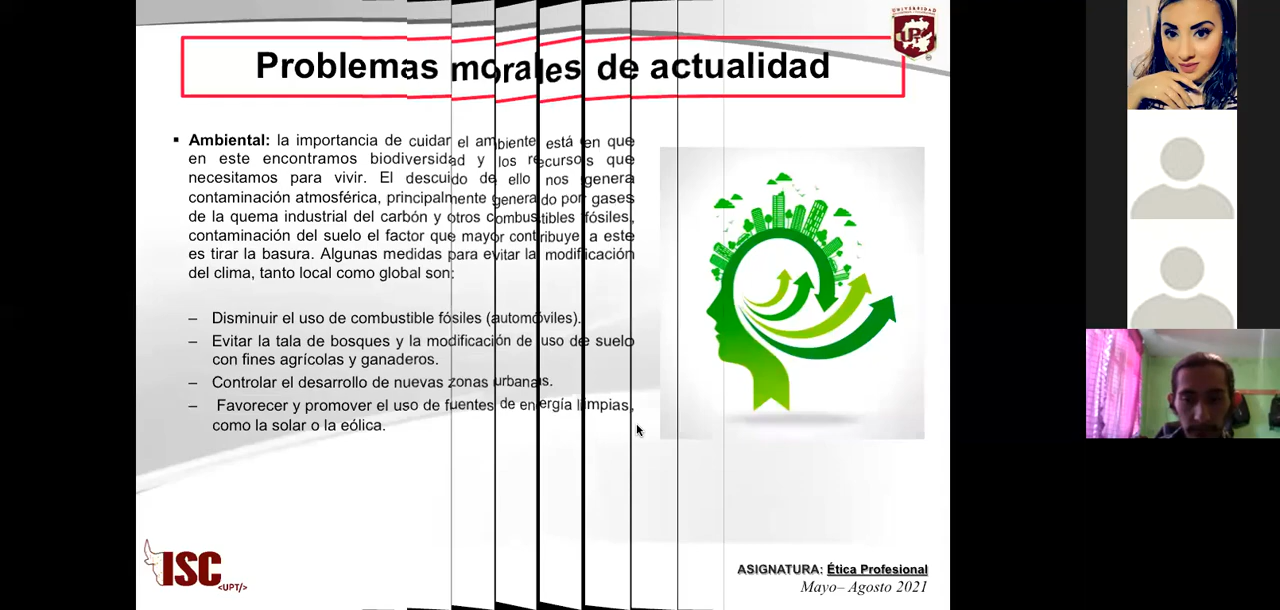 UNIVERSIDAD
UPT
Problemas morales de actualidad
▪ Ambiental: la importancia de cuidar el ambiente está en que
en este encontramos biodiversidad y los recursos que
necesitamos para vivir. El descuido de ello nos genera
contaminación atmosférica, principalmente generado por gases
de la quema industrial del carbón y otros combustibles fósiles,
contaminación del suelo el factor que mayor contribuye a este
es tirar la basura. Algunas medidas para evitar la modificación
del clima, tanto local como global son:
– Disminuir el uso de combustible fósiles (automóviles).
– Evitar la tala de bosques y la modificación de uso de suelo
con fines agrícolas y ganaderos.
– Controlar el desarrollo de nuevas zonas urbanas.
– Favorecer y promover el uso de fuentes de energía limpias,
como la solar o la eólica.
ISC
<UPT/>
ASIGNATURA: Ética Profesional
Mayo– Agosto 2021